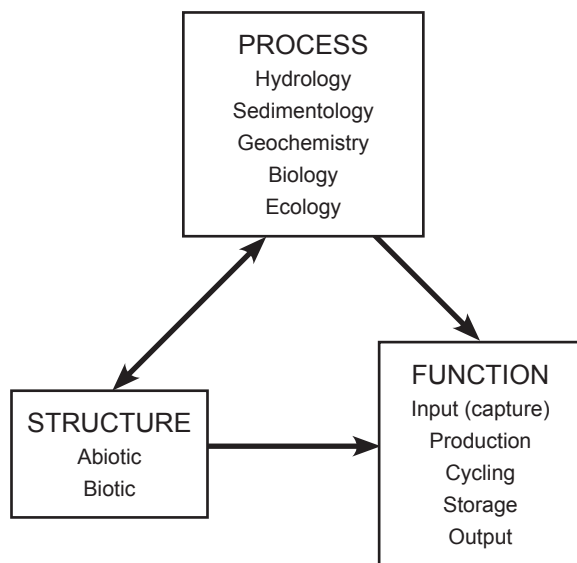 PROCESS
Hydrology
Sedimentology
Geochemistry
Biology
Ecology
STRUCTURE
Abiotic
Biotic
FUNCTION
Input (capture)
Production
Cycling
Storage
Output